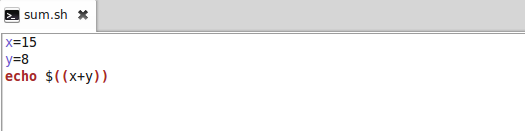 sum.sh
x=15
y=8
echo $((x+y))